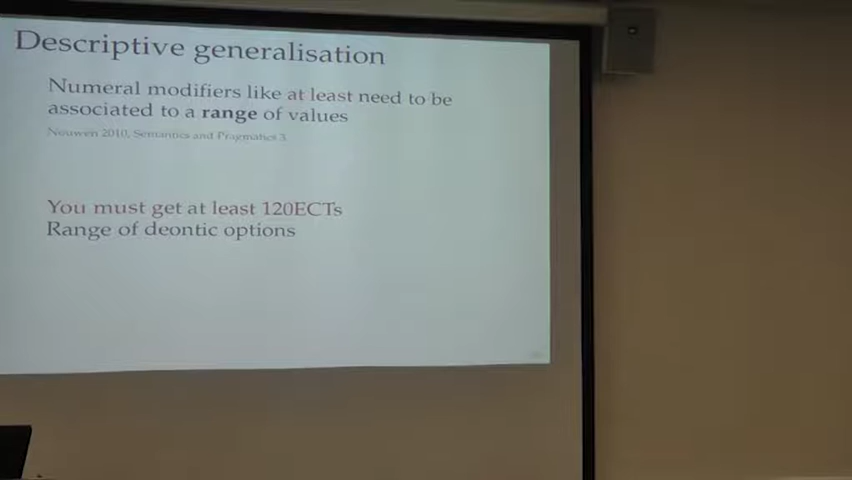 Descriptive generalisation
Numeral modifiers like at least need to be
associated to a range of values
Nouwen 2010, Semantics and Pragmatics 3
You must get at least 120ECTs
Range of deontic options